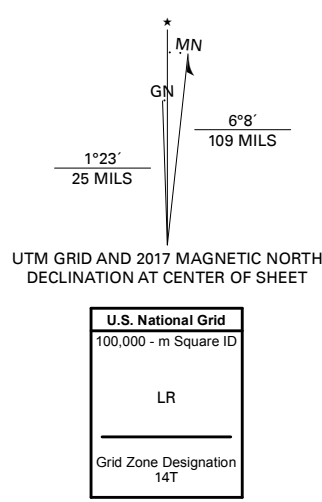 ★
MN
GN
6°8´
109 MILS
1°23´
25 MILS
UTM GRID AND 2017 MAGNETIC NORTH
DECLINATION AT CENTER OF SHEET
U.S. National Grid
100,000 - m Square ID
LR
Grid Zone Designation
14T